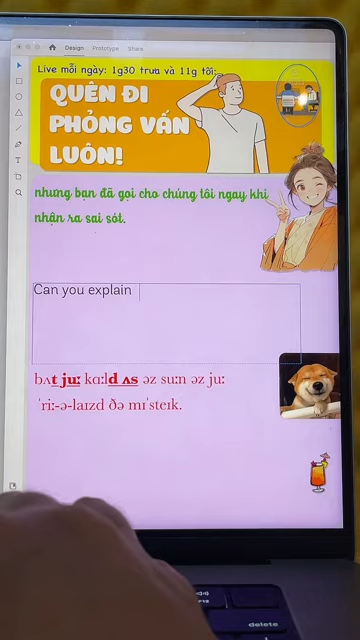 Design Prototype Share
Live mỗi ngày: 1g30 trưa và 11g tối:
QUÊN ĐI
PHỎNG VẤN
LUÔN!
nhưng bạn đã gọi cho chúng tôi ngay khi
nhận ra sai sót.
Can you explain
bʌt juː kɑːld ʌs əz suːn əz juː
ˈriː-ə-laɪzd ðə mɪˈsteɪk.
F12
delete